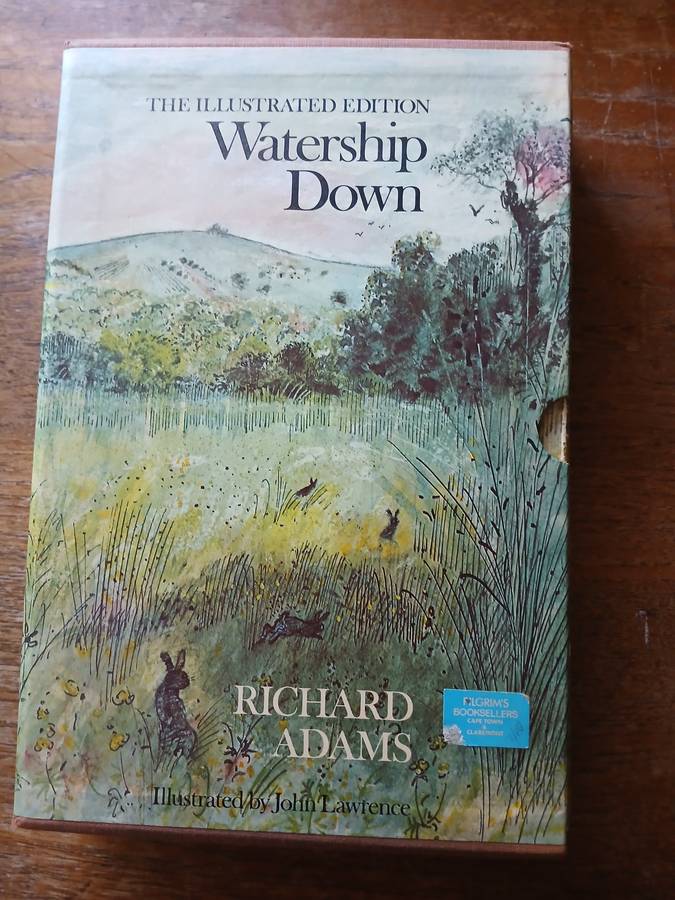 THE ILLUSTRATED EDITION
Watership
Down
RICHARD
ADAMS
Illustrated by John Lawrence
PILGRIM'S
BOOKSELLERS
CAPE TOWN
&
CLAREMONT